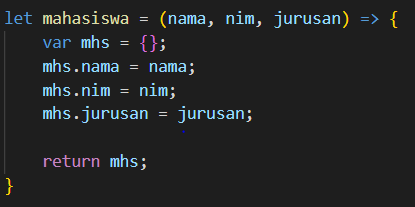 let mahasiswa = (nama, nim, jurusan) => {
    var mhs = {};
    mhs.nama = nama;
    mhs.nim = nim;
    mhs.jurusan = jurusan;

    return mhs;
}